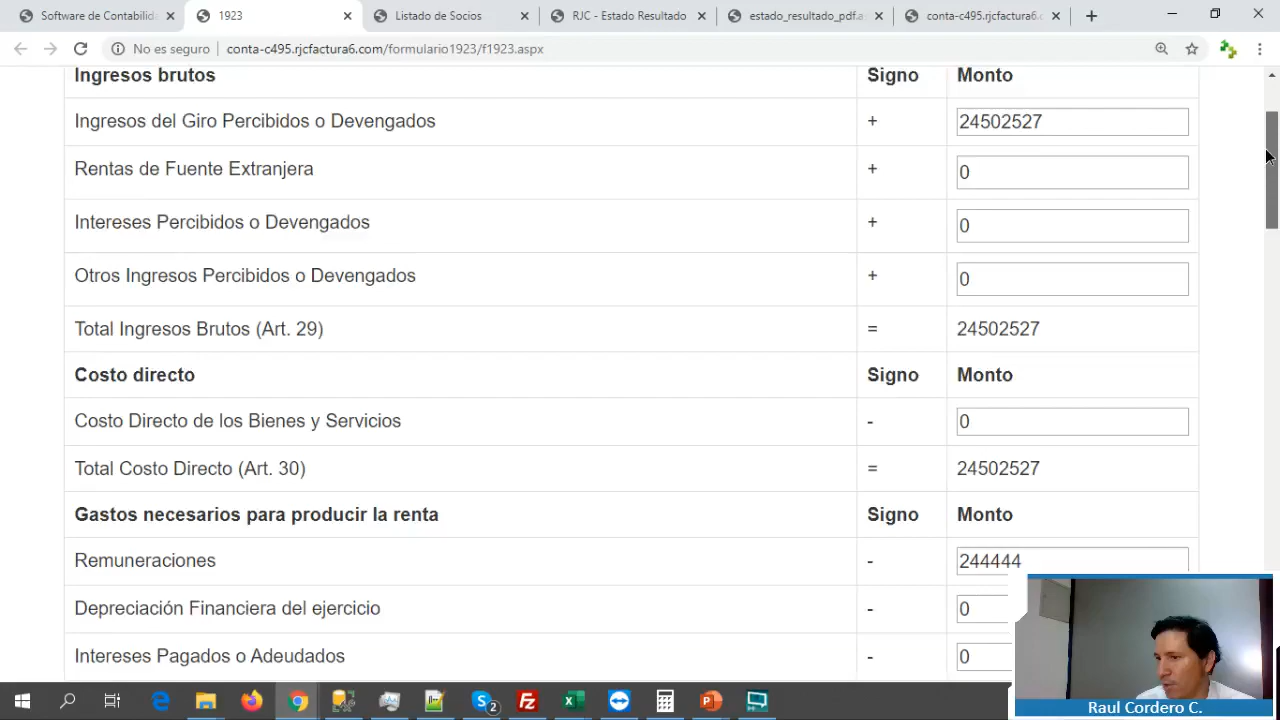 Software de Contabilida
1923
Listado de Socios
RJC - Estado Resultado
estado_resultado_pdf.a
conta-c495.rjcfactura6.c
No es seguro
conta-c495.rjcfactura6.com/formulario1923/f1923.aspx
Ingresos brutos Signo Monto
Ingresos del Giro Percibidos o Devengados + 24502527
Rentas de Fuente Extranjera + 0
Intereses Percibidos o Devengados + 0
Otros Ingresos Percibidos o Devengados + 0
Total Ingresos Brutos (Art. 29) = 24502527
Costo directo Signo Monto
Costo Directo de los Bienes y Servicios - 0
Total Costo Directo (Art. 30) = 24502527
Gastos necesarios para producir la renta Signo Monto
Remuneraciones - 244444
Depreciación Financiera del ejercicio - 0
Intereses Pagados o Adeudados - 0
2
Raul Cordero C.